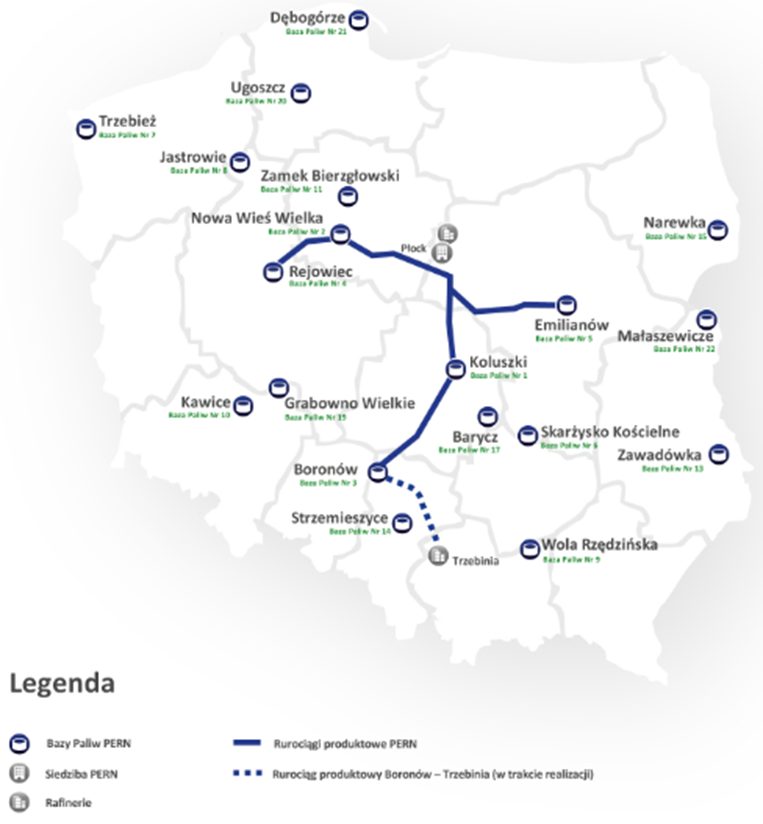 Dębogórze
Baza Paliw Nr 21
Ugoszcz
Baza Paliw Nr 20
Trzebież
Baza Paliw Nr 7
Jastrowie
Baza Paliw Nr 8
Zamek Bierzgłowski
Baza Paliw Nr 11
Nowa Wieś Wielka
Baza Paliw Nr 2
Płock
Narewka
Baza Paliw Nr 15
Rejowiec
Baza Paliw Nr 4
Emilianów
Baza Paliw Nr 5
Małaszewicze
Baza Paliw Nr 22
Koluszki
Baza Paliw Nr 1
Kawice
Baza Paliw Nr 10
Grabowno Wielkie
Baza Paliw Nr 19
Barycz
Baza Paliw Nr 17
Skarżysko Kościelne
Baza Paliw Nr 6
Zawadówka
Baza Paliw Nr 13
Boronów
Baza Paliw Nr 3
Strzemieszyce
Baza Paliw Nr 14
Trzebinia
Wola Rzędzińska
Baza Paliw Nr 9
Legenda
Bazy Paliw PERN
Rurociągi produktowe PERN
Siedziba PERN
Rurociąg produktowy Boronów – Trzebinia (w trakcie realizacji)
Rafinerie